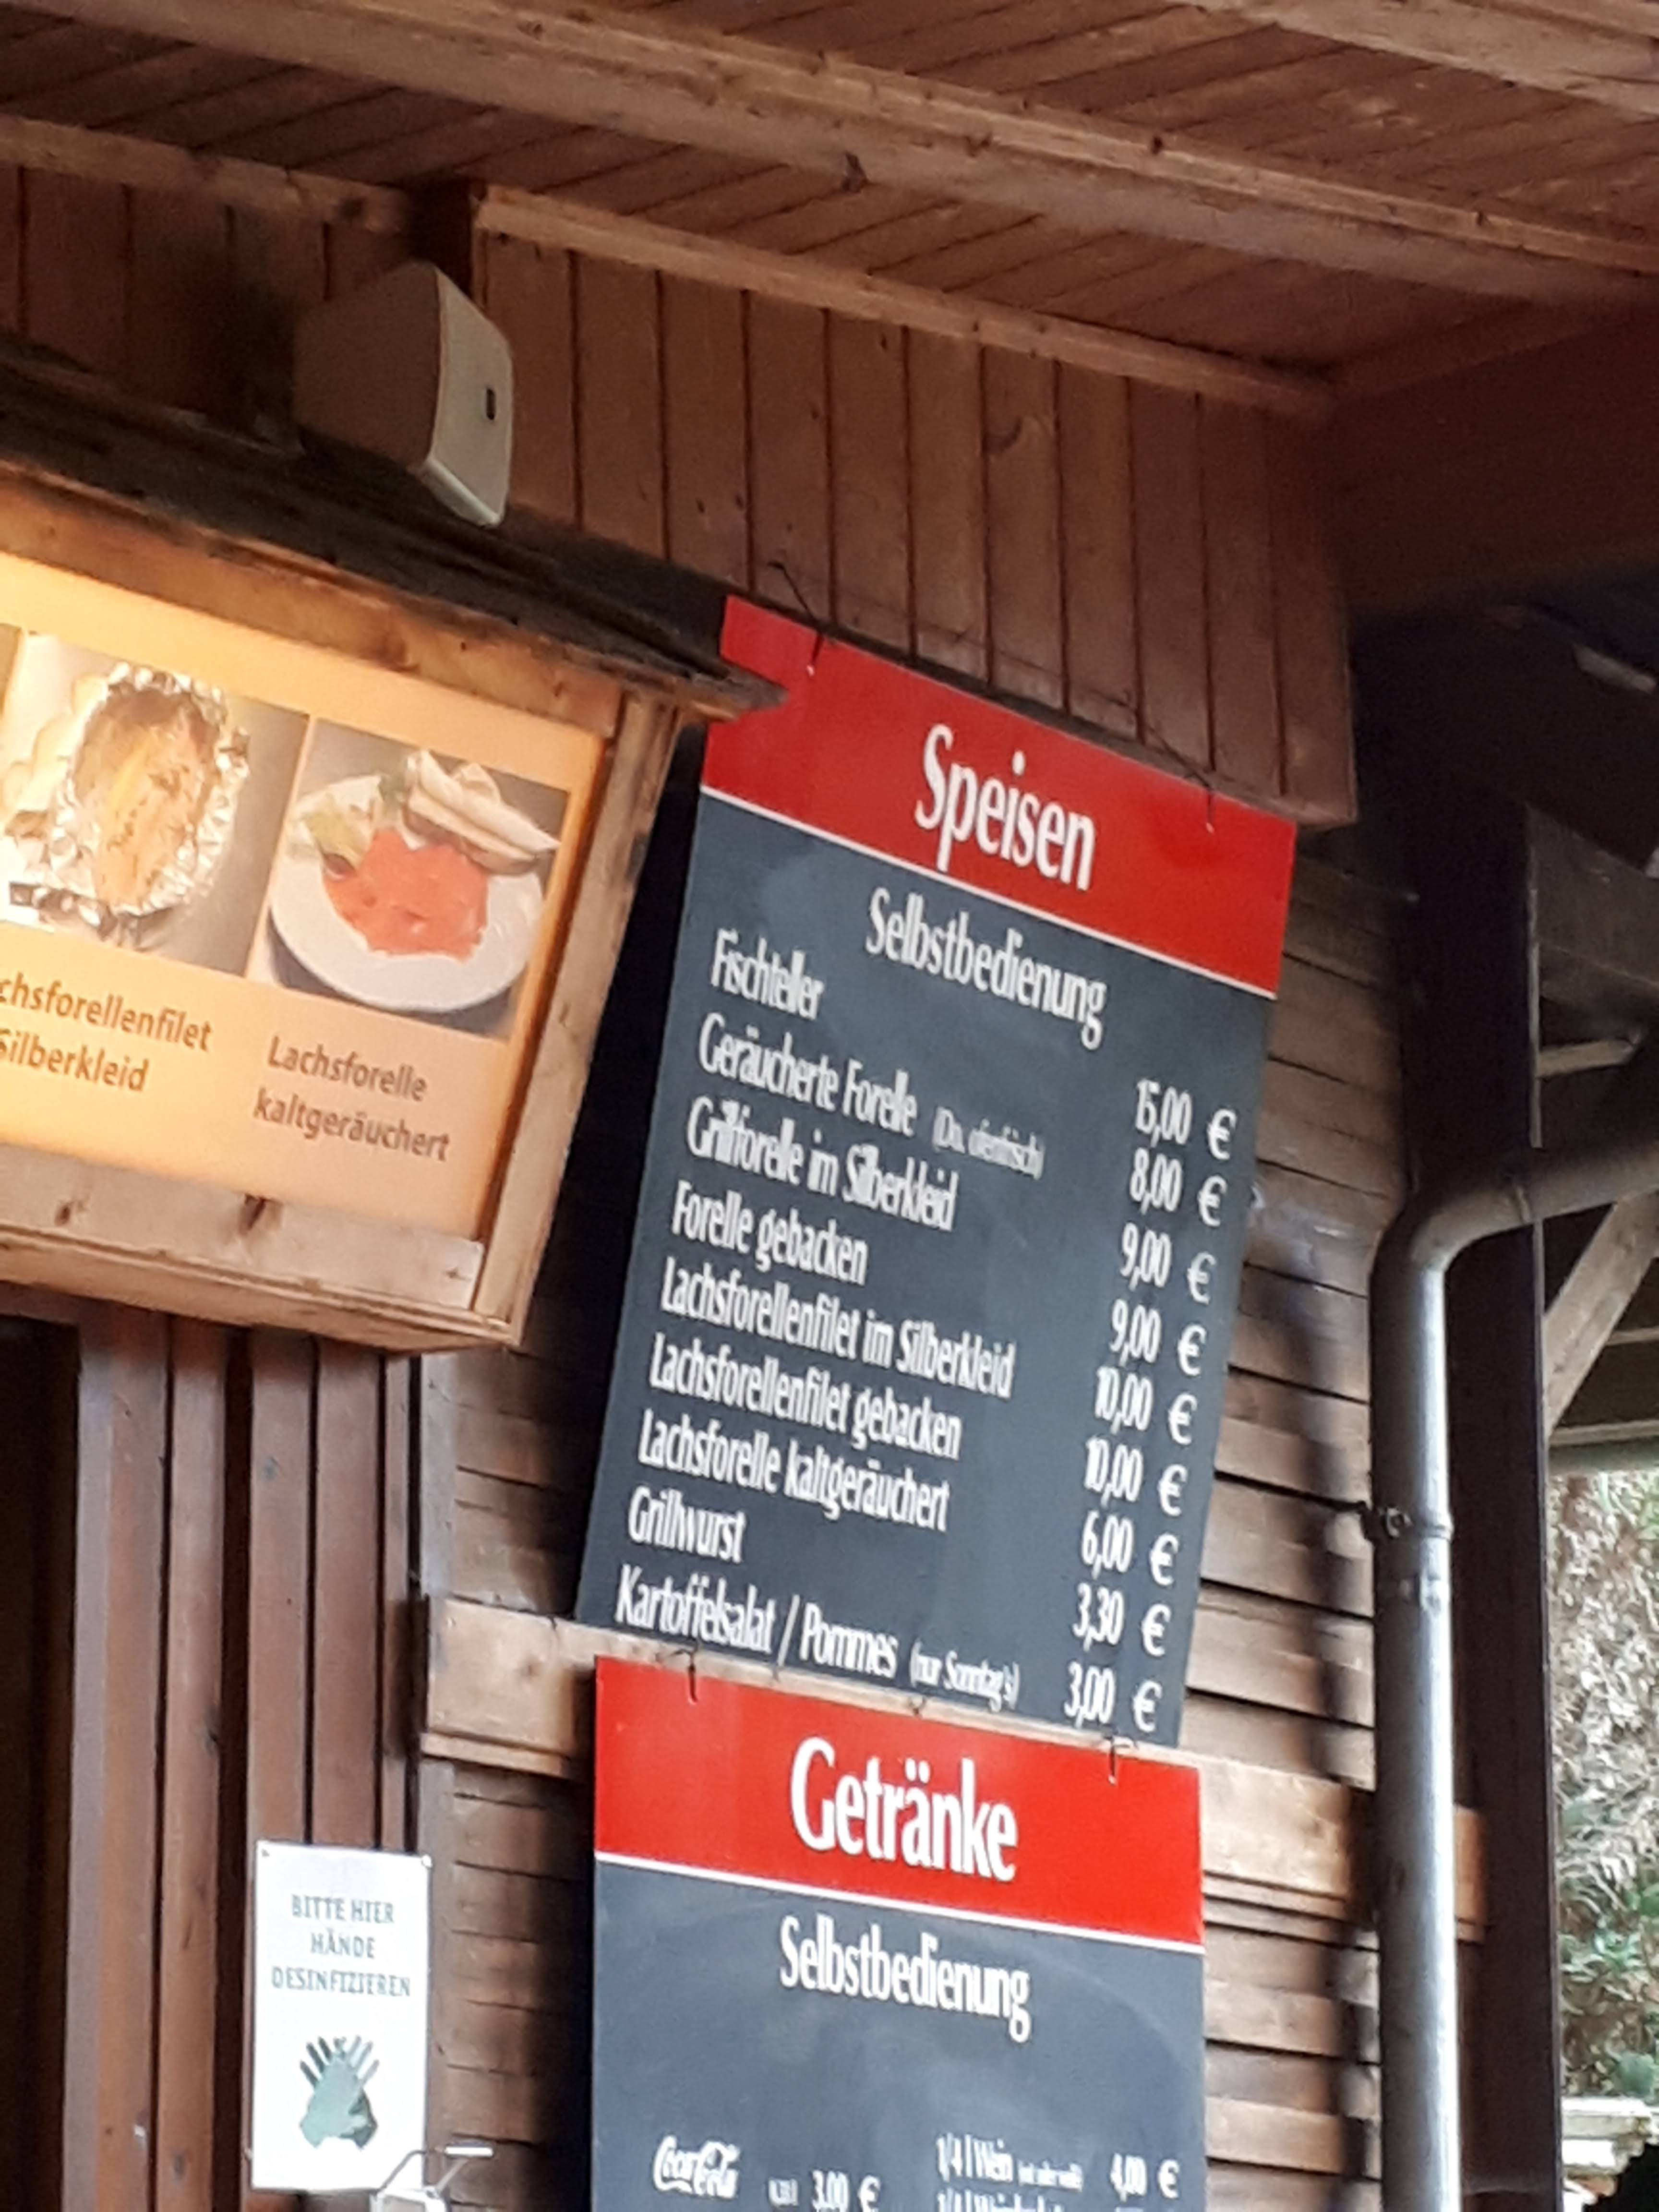 chsforellenfilet
Silberkleid
Lachsforelle
kaltgeräuchert
Speisen
Selbstbedienung
Fischteller 15,00 €
Geräucherte Forelle (Do. ofenfrisch) 8,00 €
Grillforelle im Silberkleid 9,00 €
Forelle gebacken 9,00 €
Lachsforellenfilet im Silberkleid 10,00 €
Lachsforellenfilet gebacken 10,00 €
Lachsforelle kaltgeräuchert 6,00 €
Grillwurst 3,30 €
Kartoffelsalat / Pommes (nur Sonntag's) 3,00 €
Getränke
Selbstbedienung
Coca-Cola 3,00 €
1/4 l Wein 4,00 €
BITTE HIER
HÄNDE
DESINFIZIEREN